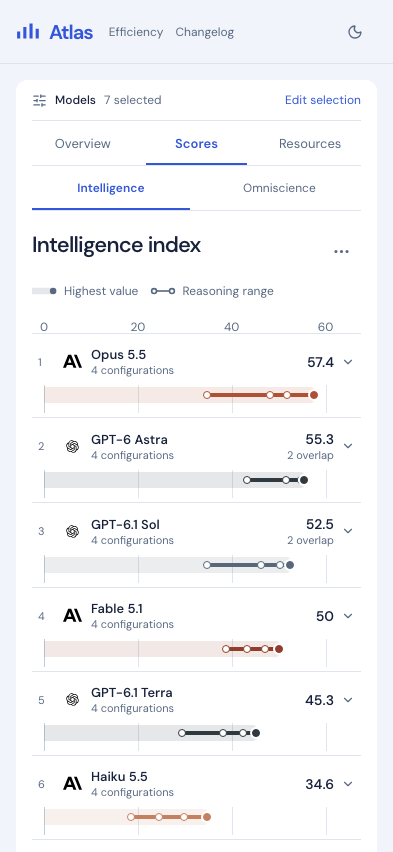 Atlas Efficiency Changelog
Models 7 selected Edit selection
Overview Scores Resources
Intelligence Omniscience
Intelligence index ...
Highest value Reasoning range
0 20 40 60
1 Opus 5.5 57.4
4 configurations
2 GPT-6 Astra 55.3
4 configurations 2 overlap
3 GPT-6.1 Sol 52.5
4 configurations 2 overlap
4 Fable 5.1 50
4 configurations
5 GPT-6.1 Terra 45.3
4 configurations
6 Haiku 5.5 34.6
4 configurations